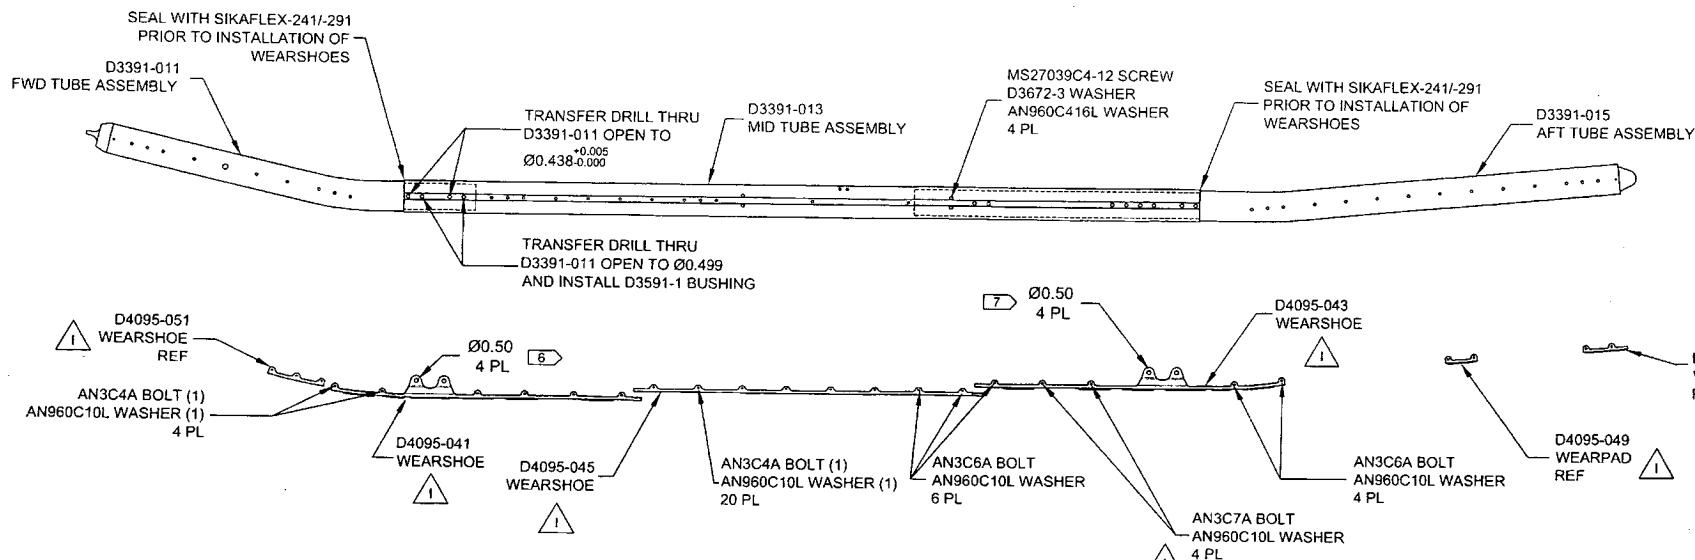 SEAL WITH SIKAFLEX-241/-291
PRIOR TO INSTALLATION OF
WEARSHOES
D3391-011
FWD TUBE ASSEMBLY
TRANSFER DRILL THRU
D3391-011 OPEN TO
Ø0.438 +0.005 -0.000
D3391-013
MID TUBE ASSEMBLY
MS27039C4-12 SCREW
D3672-3 WASHER
AN960C416L WASHER
4 PL
SEAL WITH SIKAFLEX-241/-291
PRIOR TO INSTALLATION OF
WEARSHOES
D3391-015
AFT TUBE ASSEMBLY
TRANSFER DRILL THRU
D3391-011 OPEN TO Ø0.499
AND INSTALL D3591-1 BUSHING
D4095-051
WEARSHOE
REF
1
Ø0.50
4 PL
6
7
Ø0.50
4 PL
D4095-043
WEARSHOE
1
AN3C4A BOLT (1)
AN960C10L WASHER (1)
4 PL
D4095-041
WEARSHOE
1
D4095-045
WEARSHOE
1
AN3C4A BOLT (1)
AN960C10L WASHER (1)
20 PL
AN3C6A BOLT
AN960C10L WASHER
6 PL
AN3C7A BOLT
AN960C10L WASHER
4 PL
AN3C6A BOLT
AN960C10L WASHER
4 PL
D4095-049
WEARPAD
REF
1